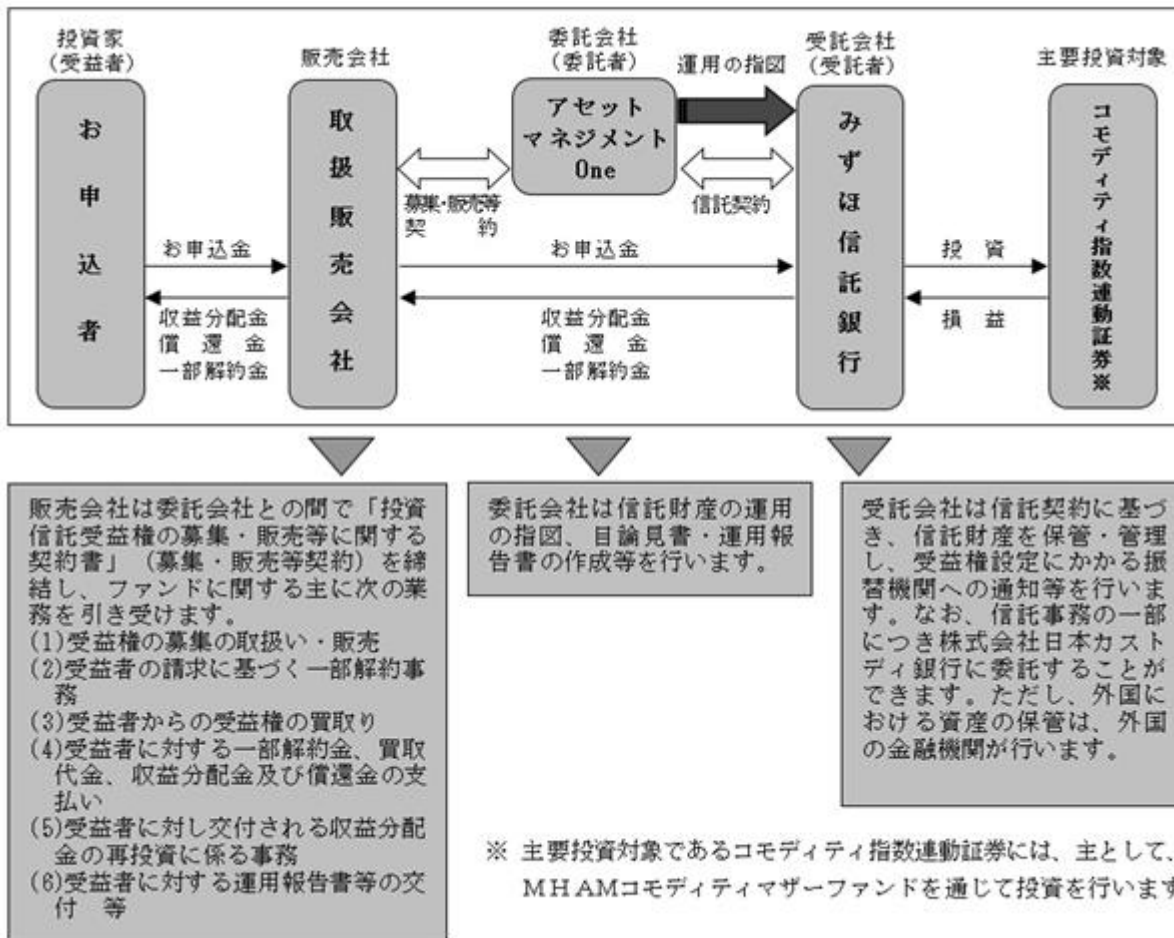 投資家
(受益者)
販売会社
委託会社
(委託者)
運用の指図
受託会社
(受託者)
主要投資対象
お申込者
取扱販売会社
アセット
マネジメント
One
みずほ信託銀行
コモディティ指数連動証券※
募集・販売等
契 約
信託契約
お申込金
収益分配金
償 還 金
一部解約金
お申込金
収益分配金
償 還 金
一部解約金
投 資
損 益
販売会社は委託会社との間で「投資
信託受益権の募集・販売等に関する
契約書」(募集・販売等契約)を締
結し、ファンドに関する主に次の業
務を引き受けます。
(1)受益権の募集の取扱い・販売
(2)受益者の請求に基づく一部解約事
務
(3)受益者からの受益権の買取り
(4)受益者に対する一部解約金、買取
代金、収益分配金及び償還金の支
払い
(5)受益者に対し交付される収益分配
金の再投資に係る事務
(6)受益者に対する運用報告書等の交
付 等
委託会社は信託財産の運用
の指図、目論見書・運用報
告書の作成等を行います。
受託会社は信託契約に基づ
き、信託財産を保管・管理
し、受益権設定にかかる振
替機関への通知等を行いま
す。なお、信託事務の一部
につき株式会社日本カスト
ディ銀行に委託することが
できます。ただし、外国に
おける資産の保管は、外国
の金融機関が行います。
※ 主要投資対象であるコモディティ指数連動証券には、主として、
MHAMコモディティマザーファンドを通じて投資を行います